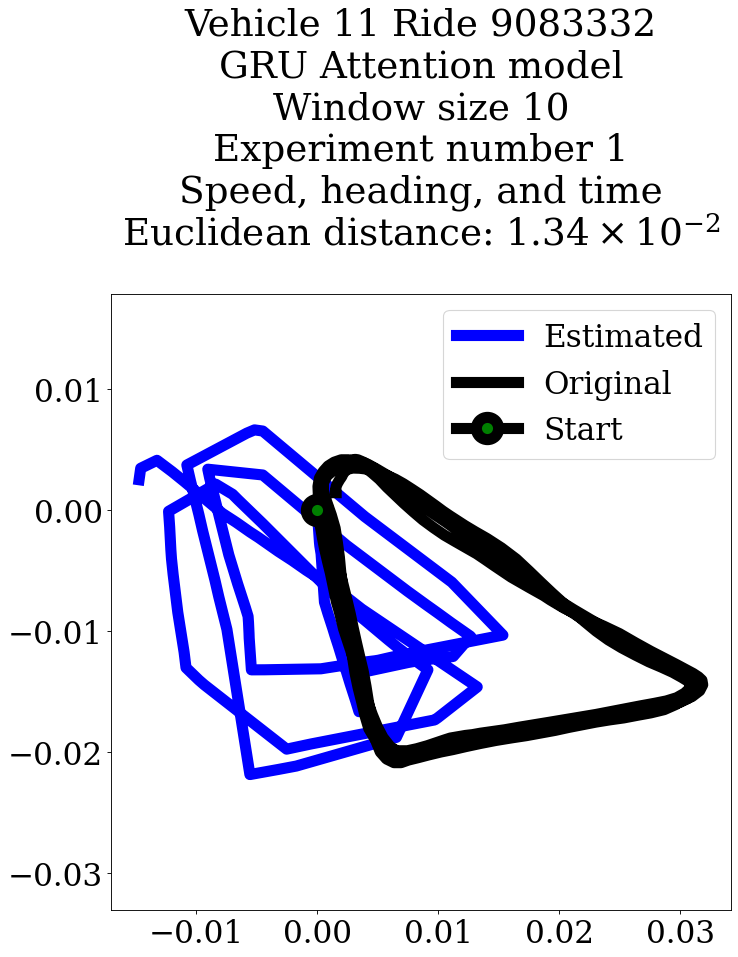 Vehicle 11 Ride 9083332
GRU Attention model
Window size 10
Experiment number 1
Speed, heading, and time
Euclidean distance: 1.34 × 10⁻²
Estimated
Original
Start
0.01
0.00
−0.01
−0.02
−0.03
−0.01 0.00 0.01 0.02 0.03